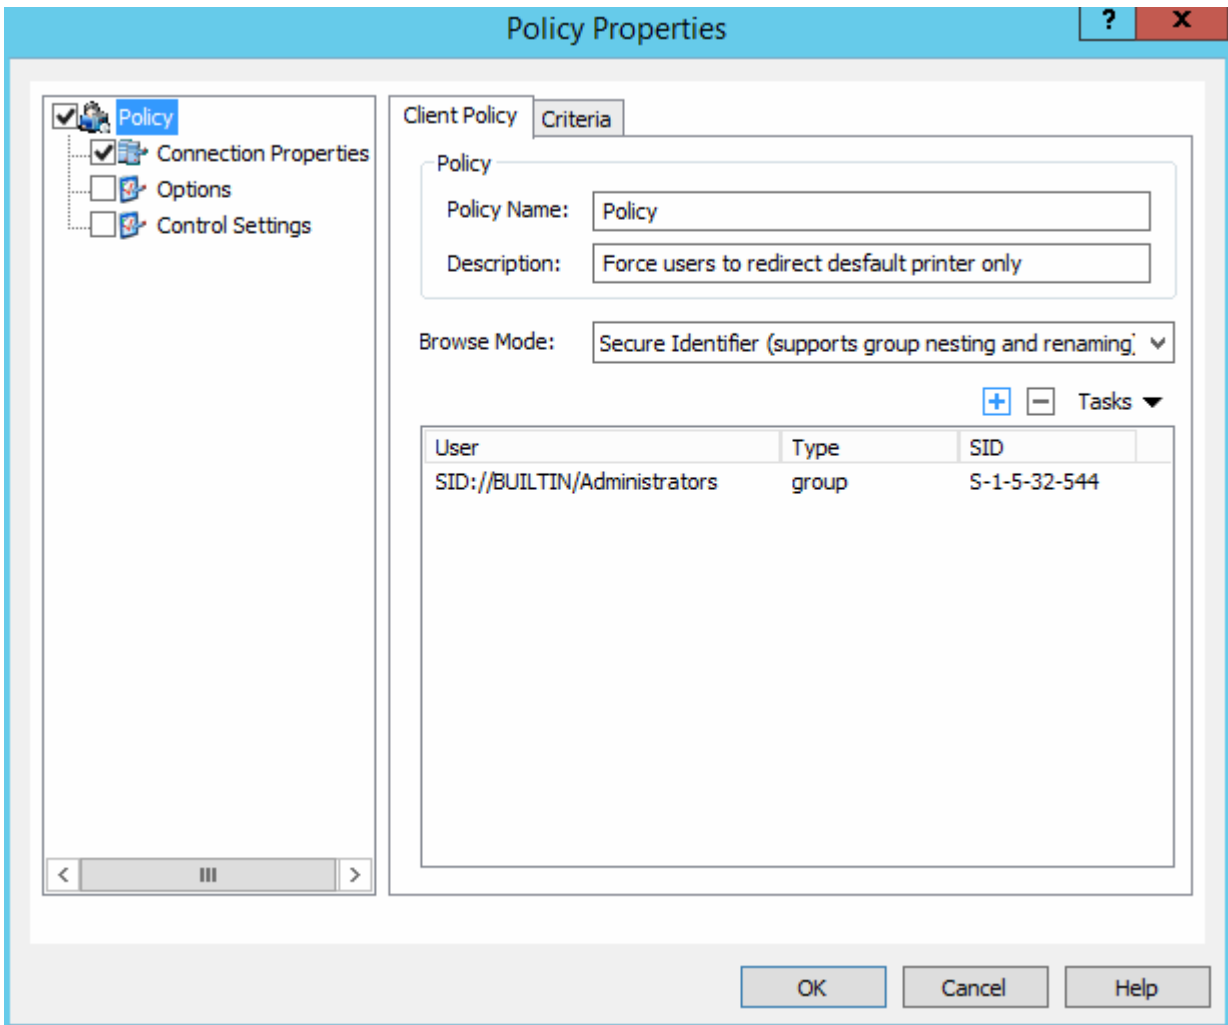 Policy Properties
?
x
Policy
Connection Properties
Options
Control Settings
Client Policy
Criteria
Policy
Policy Name:
Policy
Description:
Force users to redirect desfault printer only
Browse Mode:
Secure Identifier (supports group nesting and renaming)
Tasks
User Type SID
SID://BUILTIN/Administrators group S-1-5-32-544
OK
Cancel
Help